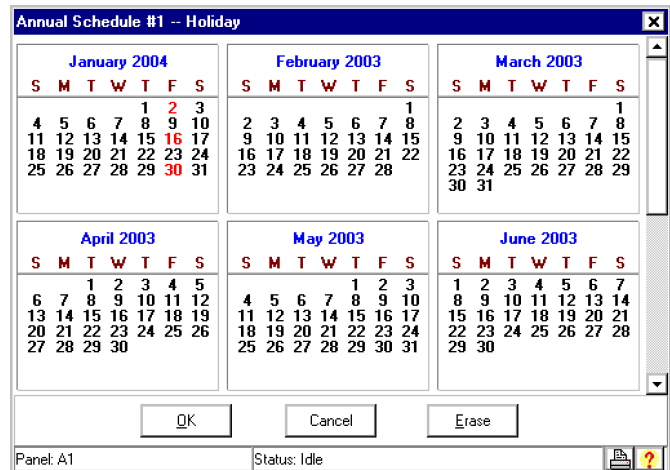 Annual Schedule #1 -- Holiday
January 2004
S M T W T F S
1 2 3
4 5 6 7 8 9 10
11 12 13 14 15 16 17
18 19 20 21 22 23 24
25 26 27 28 29 30 31
February 2003
S M T W T F S
1
2 3 4 5 6 7 8
9 10 11 12 13 14 15
16 17 18 19 20 21 22
23 24 25 26 27 28
March 2003
S M T W T F S
1
2 3 4 5 6 7 8
9 10 11 12 13 14 15
16 17 18 19 20 21 22
23 24 25 26 27 28 29
30 31
April 2003
S M T W T F S
1 2 3 4 5
6 7 8 9 10 11 12
13 14 15 16 17 18 19
20 21 22 23 24 25 26
27 28 29 30
May 2003
S M T W T F S
1 2 3
4 5 6 7 8 9 10
11 12 13 14 15 16 17
18 19 20 21 22 23 24
25 26 27 28 29 30 31
June 2003
S M T W T F S
1 2 3 4 5 6 7
8 9 10 11 12 13 14
15 16 17 18 19 20 21
22 23 24 25 26 27 28
29 30
OK Cancel Erase
Panel: A1 Status: Idle ?